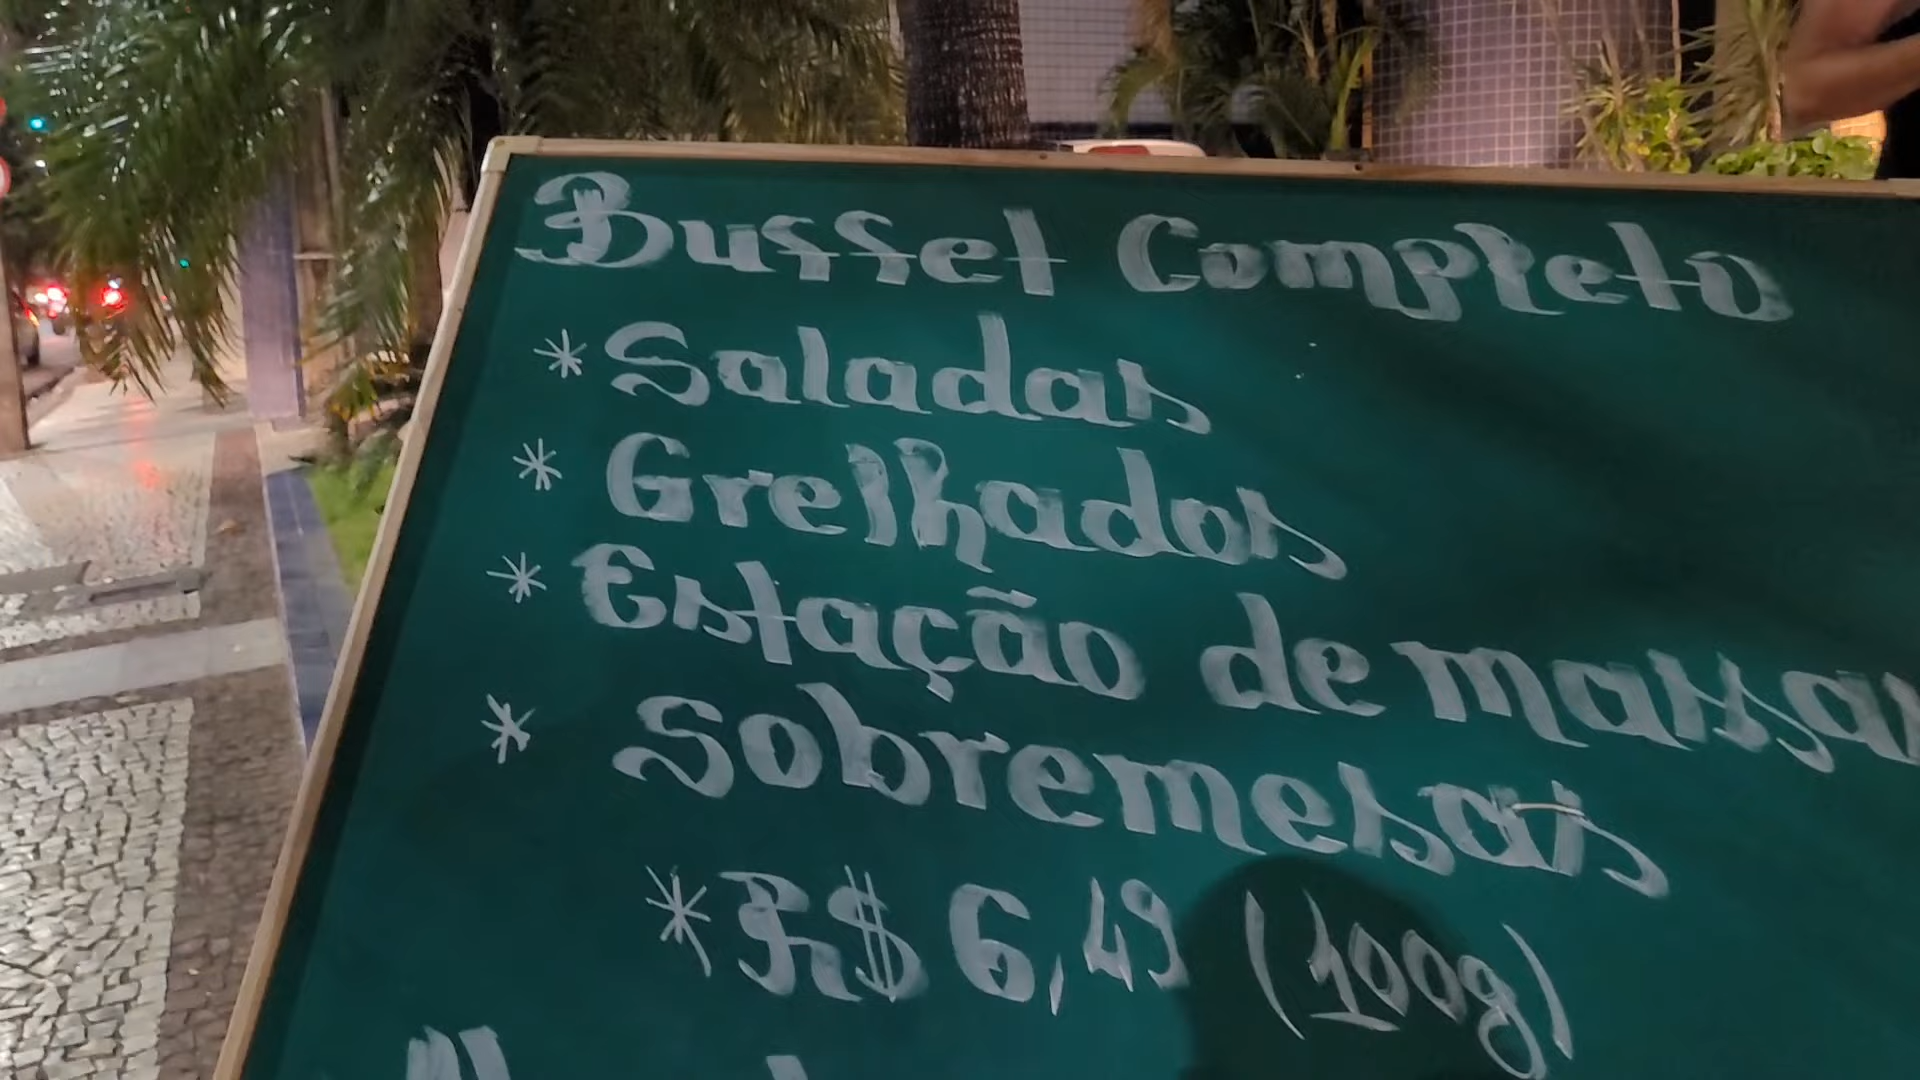 Buffet Completo
* Saladas
* Grelhados
* Estação de massas
* Sobremesas
* R$ 6,49 (100g)